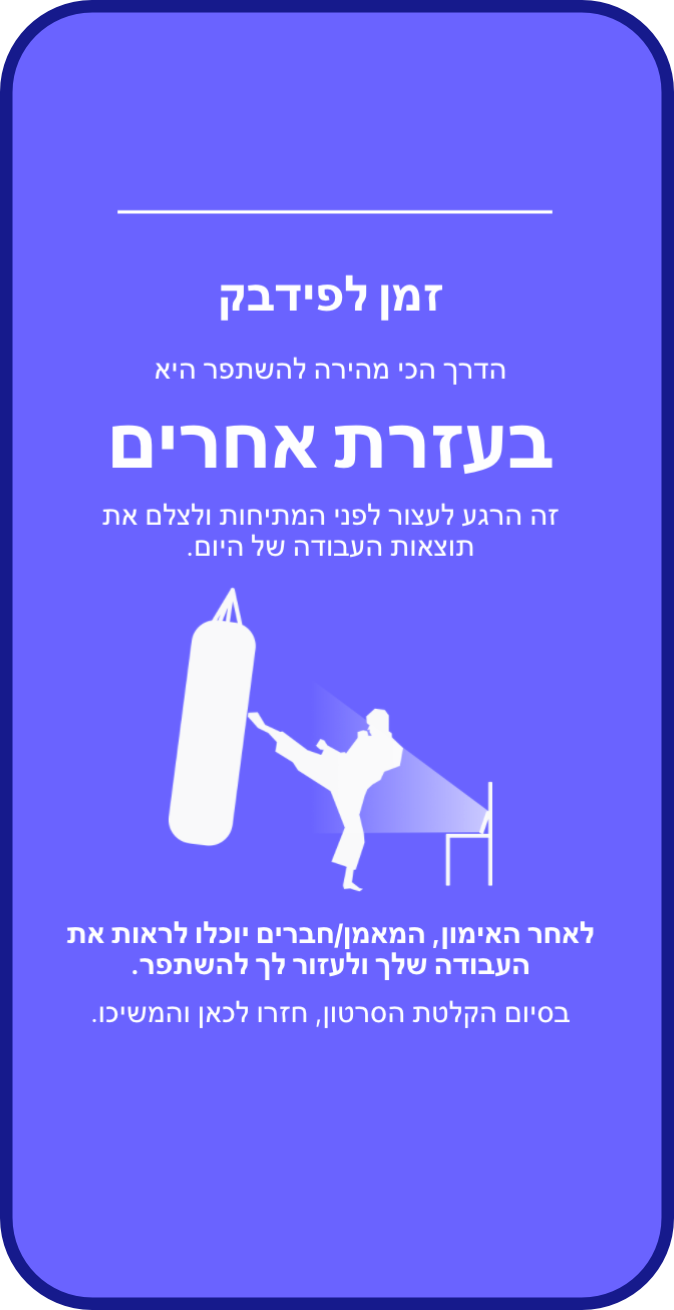 זמן לפידבק
הדרך הכי מהירה להשתפר היא
בעזרת אחרים
זה הרגע לעצור לפני המתיחות ולצלם את
תוצאות העבודה של היום.
לאחר האימון, המאמן/חברים יוכלו לראות את
העבודה שלך ולעזור לך להשתפר.
בסיום הקלטת הסרטון, חזרו לכאן והמשיכו.